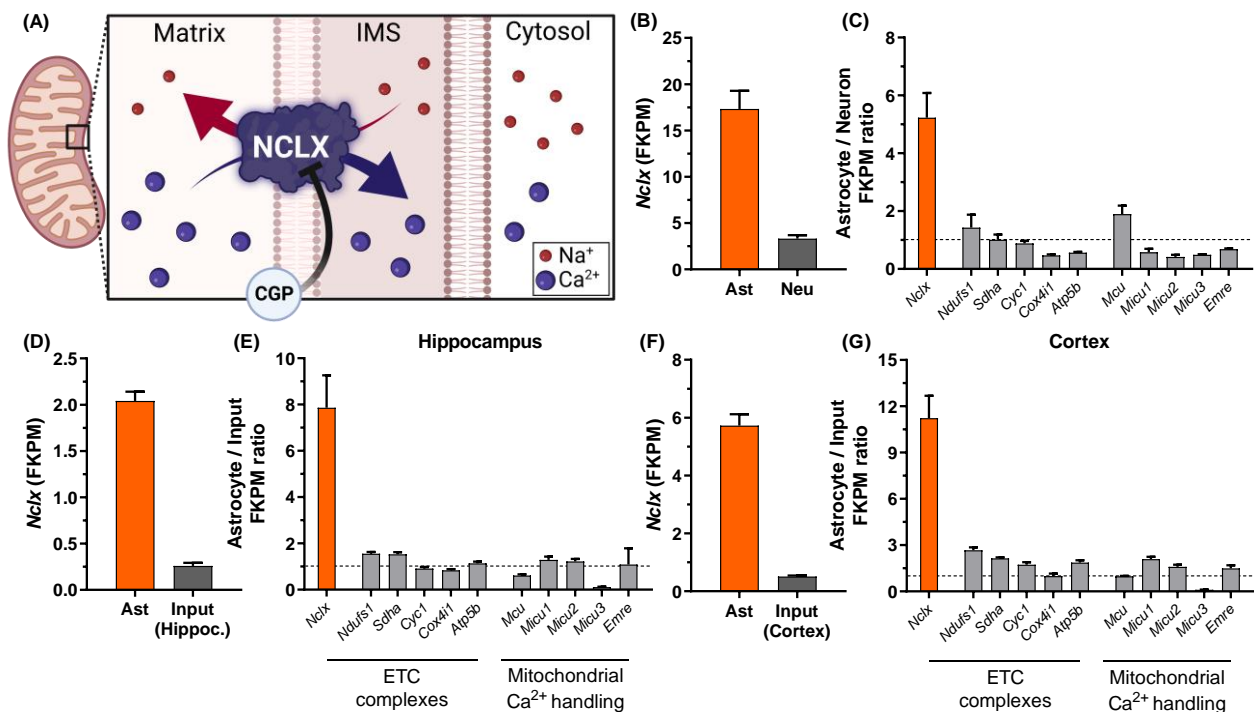 (A)
Matrix
IMS
Cytosol
NCLX
CGP
Na⁺
Ca²⁺
(B)
Nclx (FKPM)
25
20
15
10
5
0
Ast
Neu
(C)
Astrocyte / Neuron
FKPM ratio
8
6
4
2
0
Nclx
Ndufs1
Sdha
Cyc1
Cox4i1
Atp5b
Mcu
Micu1
Micu2
Micu3
Emre
(D)
Nclx (FKPM)
2.5
2.0
1.5
1.0
0.25
0.0
Ast
Input
(Hippoc.)
(E)
Hippocampus
Astrocyte / Input
FKPM ratio
10
8
6
4
2
0
Nclx
Ndufs1
Sdha
Cyc1
Cox4i1
Atp5b
Mcu
Micu1
Micu2
Micu3
Emre
ETC
complexes
Mitochondrial
Ca²⁺ handling
(F)
Nclx (FKPM)
8
6
4
2
0
Ast
Input
(Cortex)
(G)
Cortex
Astrocyte / Input
FKPM ratio
15
12
9
6
3
0
Nclx
Ndufs1
Sdha
Cyc1
Cox4i1
Atp5b
Mcu
Micu1
Micu2
Micu3
Emre
ETC
complexes
Mitochondrial
Ca²⁺ handling